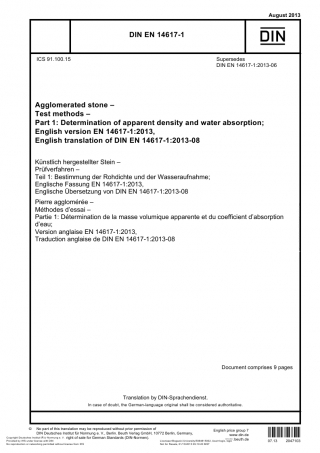 August 2013
DIN EN 14617-1
DIN
ICS 91.100.15
Supersedes
DIN EN 14617-1:2013-06
Agglomerated stone –
Test methods –
Part 1: Determination of apparent density and water absorption;
English version EN 14617-1:2013,
English translation of DIN EN 14617-1:2013-08
Künstlich hergestellter Stein –
Prüfverfahren –
Teil 1: Bestimmung der Rohdichte und der Wasseraufnahme;
Englische Fassung EN 14617-1:2013,
Englische Übersetzung von DIN EN 14617-1:2013-08
Pierre agglomérée –
Méthodes d'essai –
Partie 1: Détermination de la masse volumique apparente et du coefficient d'absorption
d'eau;
Version anglaise EN 14617-1:2013,
Traduction anglaise de DIN EN 14617-1:2013-08
Document comprises 9 pages
Translation by DIN-Sprachendienst.
In case of doubt, the German-language original shall be considered authoritative.
© No part of this translation may be reproduced without prior permission of
DIN Deutsches Institut für Normung e. V., Berlin. Beuth Verlag GmbH, 10772 Berlin, Germany,
right of sale for German Standards (DIN-Normen).
English price group 7
www.din.de
www.beuth.de